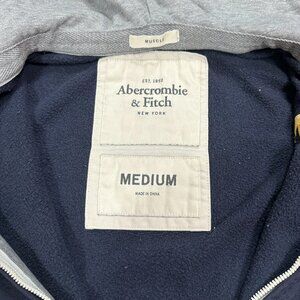 MUSCLE
EST. 1892
Abercrombie
& Fitch
NEW YORK
MEDIUM
MADE IN CHINA